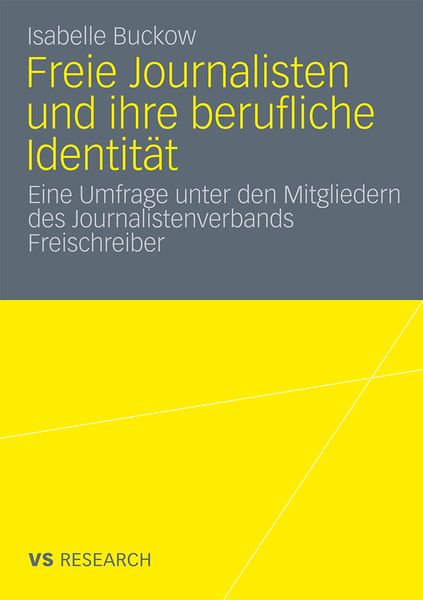 Isabelle Buckow
Freie Journalisten
und ihre berufliche
Identität
Eine Umfrage unter den Mitgliedern
des Journalistenverbands
Freischreiber
VS RESEARCH